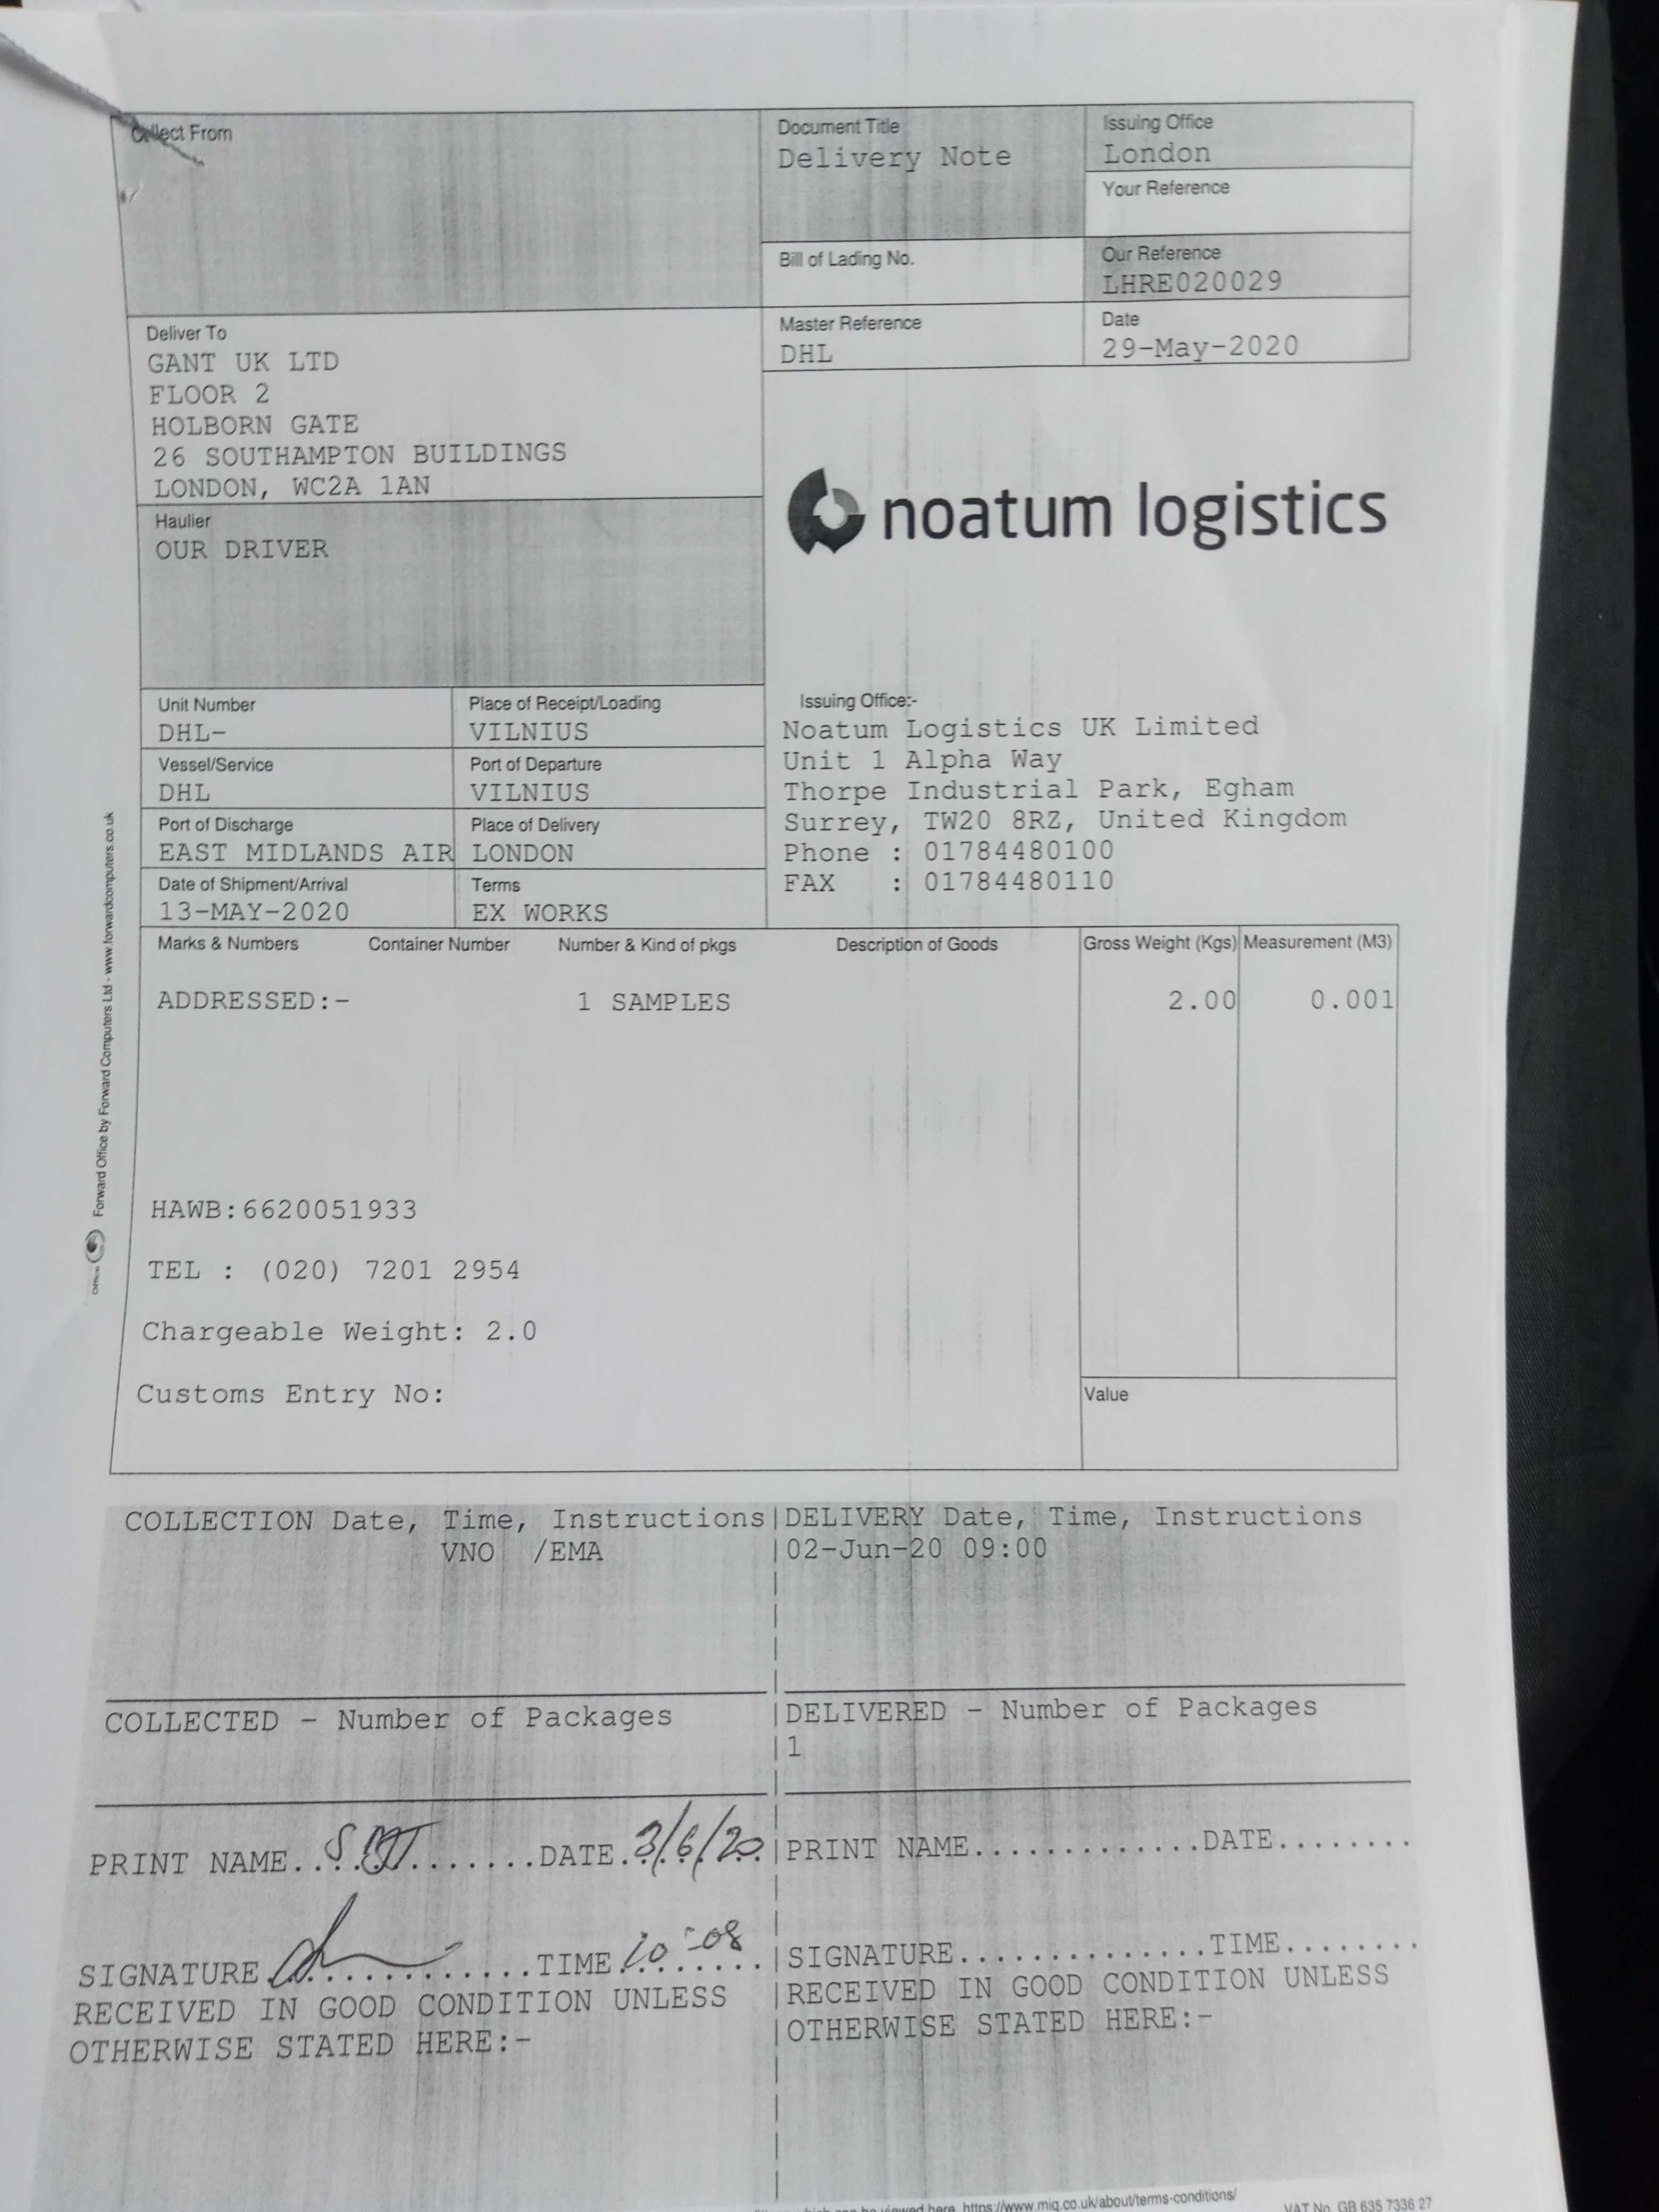 Collect From
Document Title
Delivery Note
Issuing Office
London
Your Reference
Bill of Lading No.
Our Reference
LHRE020029
Deliver To
GANT UK LTD
FLOOR 2
HOLBORN GATE
26 SOUTHAMPTON BUILDINGS
LONDON, WC2A 1AN
Master Reference
DHL
Date
29-May-2020
noatum logistics
Haulier
OUR DRIVER
Unit Number
DHL-
Place of Receipt/Loading
VILNIUS
Vessel/Service
DHL
Port of Departure
VILNIUS
Port of Discharge
EAST MIDLANDS AIR
Place of Delivery
LONDON
Date of Shipment/Arrival
13-MAY-2020
Terms
EX WORKS
Issuing Office:-
Noatum Logistics UK Limited
Unit 1 Alpha Way
Thorpe Industrial Park, Egham
Surrey, TW20 8RZ, United Kingdom
Phone : 01784480100
FAX : 01784480110
Marks & Numbers Container Number Number & Kind of pkgs Description of Goods Gross Weight (Kgs) Measurement (M3)
ADDRESSED:- 1 SAMPLES 2.00 0.001
HAWB:6620051933
TEL : (020) 7201 2954
Chargeable Weight: 2.0
Customs Entry No:
Value
Office Forward Office by Forward Computers Ltd - www.forwardcomputers.co.uk
COLLECTION Date, Time, Instructions
VNO /EMA
DELIVERY Date, Time, Instructions
02-Jun-20 09:00
COLLECTED - Number of Packages
DELIVERED - Number of Packages
1
PRINT NAME.............DATE 3/6/20
SIGNATURE..............TIME 10:08
RECEIVED IN GOOD CONDITION UNLESS
OTHERWISE STATED HERE:-
PRINT NAME.............DATE........
SIGNATURE..............TIME........
RECEIVED IN GOOD CONDITION UNLESS
OTHERWISE STATED HERE:-
can be viewed here https://www.miq.co.uk/about/terms-conditions/
VAT No. GB 635 7336 27